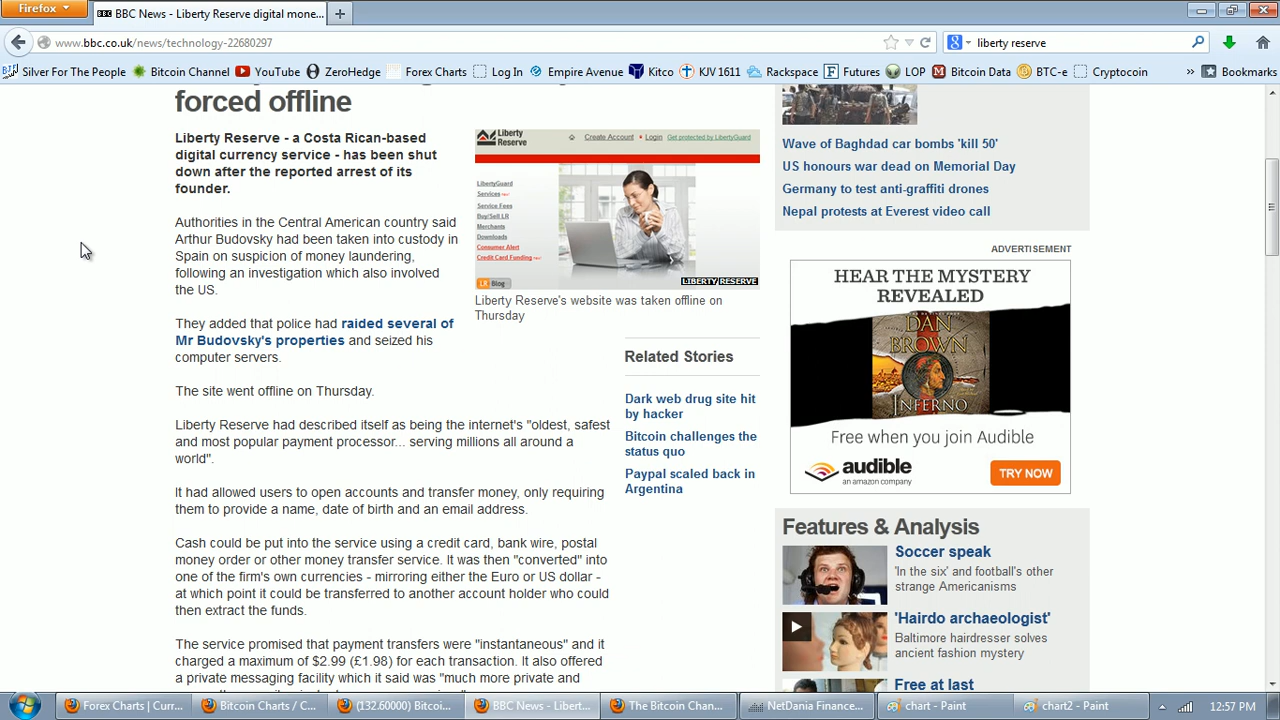 Firefox
BBC News - Liberty Reserve digital mone...
www.bbc.co.uk/news/technology-22680297
liberty reserve
Silver For The People
Bitcoin Channel
YouTube
ZeroHedge
Forex Charts
Log In
Empire Avenue
Kitco
KJV 1611
Rackspace
Futures
LOP
Bitcoin Data
BTC-e
Cryptocoin
»
Bookmarks
forced offline
Liberty Reserve - a Costa Rican-based
digital currency service - has been shut
down after the reported arrest of its
founder.
Authorities in the Central American country said
Arthur Budovsky had been taken into custody in
Spain on suspicion of money laundering,
following an investigation which also involved
the US.
They added that police had raided several of
Mr Budovsky's properties and seized his
computer servers.
The site went offline on Thursday.
Liberty Reserve had described itself as being the internet's "oldest, safest
and most popular payment processor... serving millions all around a
world".
It had allowed users to open accounts and transfer money, only requiring
them to provide a name, date of birth and an email address.
Cash could be put into the service using a credit card, bank wire, postal
money order or other money transfer service. It was then "converted" into
one of the firm's own currencies - mirroring either the Euro or US dollar -
at which point it could be transferred to another account holder who could
then extract the funds.
The service promised that payment transfers were "instantaneous" and it
charged a maximum of $2.99 (£1.98) for each transaction. It also offered
a private messaging facility which it said was "much more private and
Liberty
Reserve
Create Account
Login
Get protected by LibertyGuard
LibertyGuard
Services
Service Fees
Buy/Sell LR
Merchants
Downloads
Consumer Alert
Credit Card Funding
LR Blog
LIBERTY RESERVE
Liberty Reserve's website was taken offline on
Thursday
Related Stories
Dark web drug site hit
by hacker
Bitcoin challenges the
status quo
Paypal scaled back in
Argentina
Wave of Baghdad car bombs 'kill 50'
US honours war dead on Memorial Day
Germany to test anti-graffiti drones
Nepal protests at Everest video call
ADVERTISEMENT
HEAR THE MYSTERY
REVEALED
DAN
BROWN
INFERNO
Free when you join Audible
audible
an amazon company
TRY NOW
Features & Analysis
Soccer speak
'In the six' and football's other
strange Americanisms
'Hairdo archaeologist'
Baltimore hairdresser solves
ancient fashion mystery
Free at last
Forex Charts | Curr...
Bitcoin Charts / C...
(132.60000) Bitcoi...
BBC News - Libert...
The Bitcoin Chan...
NetDania Finance...
chart - Paint
chart2 - Paint
12:57 PM